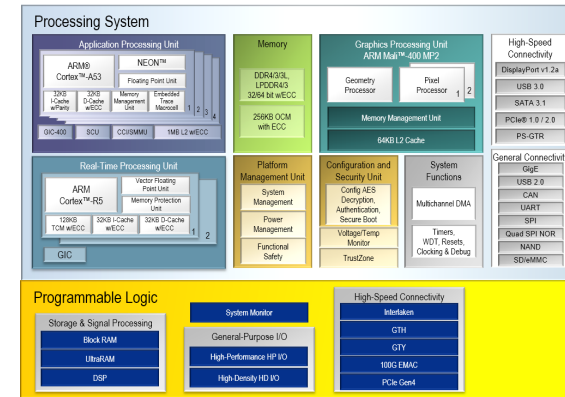 Processing System
Application Processing Unit
ARM®
Cortex™-A53
NEON™
Floating Point Unit
32KB
I-Cache
w/Parity
32KB
D-Cache
w/ECC
Memory
Management
Unit
Embedded
Trace
Macrocell
1
2
3
4
GIC-400
SCU
CCI/SMMU
1MB L2 w/ECC
Memory
DDR4/3/3L,
LPDDR4/3
32/64 bit w/ECC
256KB OCM
with ECC
Graphics Processing Unit
ARM Mali™-400 MP2
Geometry
Processor
Pixel
Processor
1
2
Memory Management Unit
64KB L2 Cache
High-Speed
Connectivity
DisplayPort v1.2a
USB 3.0
SATA 3.1
PCIe® 1.0 / 2.0
PS-GTR
Real-Time Processing Unit
ARM
Cortex™-R5
Vector Floating
Point Unit
Memory Protection
Unit
128KB
TCM w/ECC
32KB I-Cache
w/ECC
32KB D-Cache
w/ECC
1
2
GIC
Platform
Management Unit
System
Management
Power
Management
Functional
Safety
Configuration and
Security Unit
Config AES
Decryption,
Authentication,
Secure Boot
Voltage/Temp
Monitor
TrustZone
System
Functions
Multichannel DMA
Timers,
WDT, Resets,
Clocking & Debug
General Connectivit
GigE
USB 2.0
CAN
UART
SPI
Quad SPI NOR
NAND
SD/eMMC
Programmable Logic
Storage & Signal Processing
Block RAM
UltraRAM
DSP
System Monitor
General-Purpose I/O
High-Performance HP I/O
High-Density HD I/O
High-Speed Connectivity
Interlaken
GTH
GTY
100G EMAC
PCIe Gen4